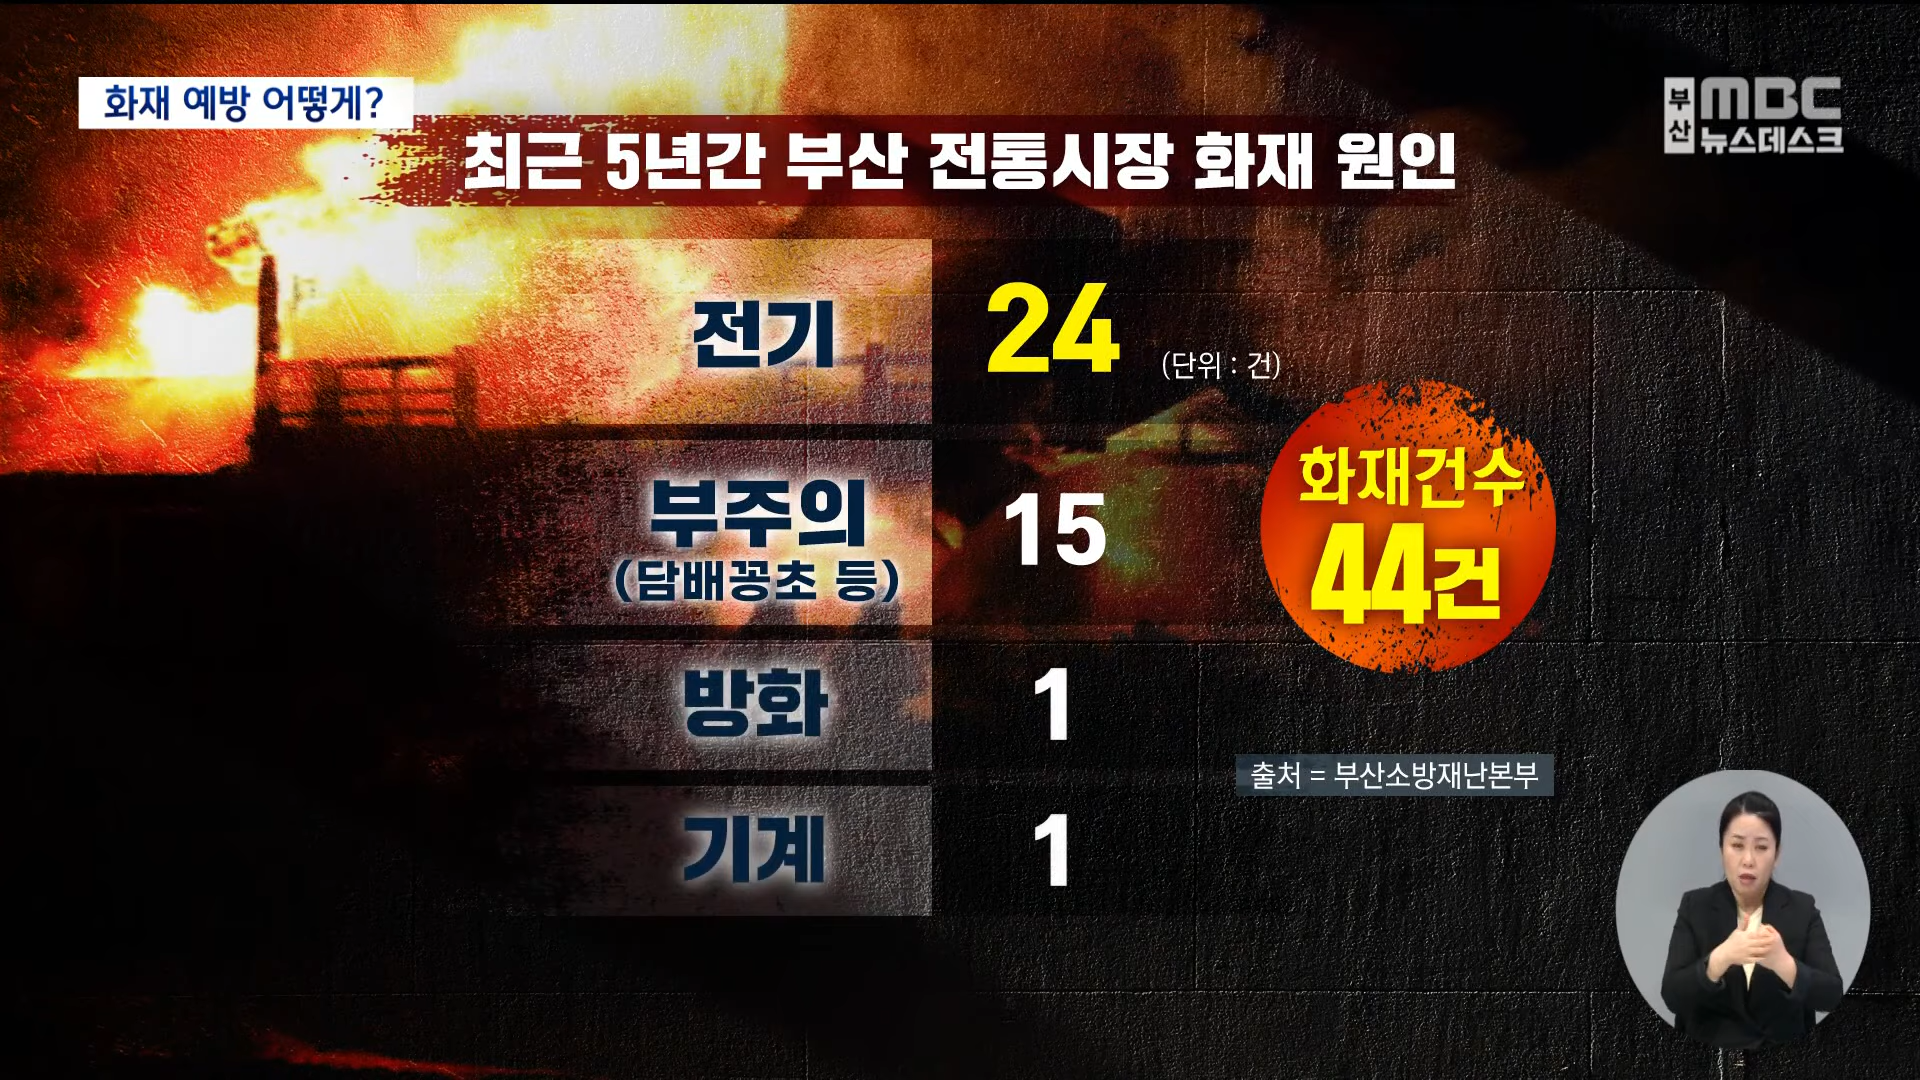 화재 예방 어떻게?
부산 MBC
뉴스데스크
최근 5년간 부산 전통시장 화재 원인
전기 24 (단위 : 건)
부주의 15
(담배꽁초 등)
방화 1
기계 1
화재건수
44건
출처 = 부산소방재난본부